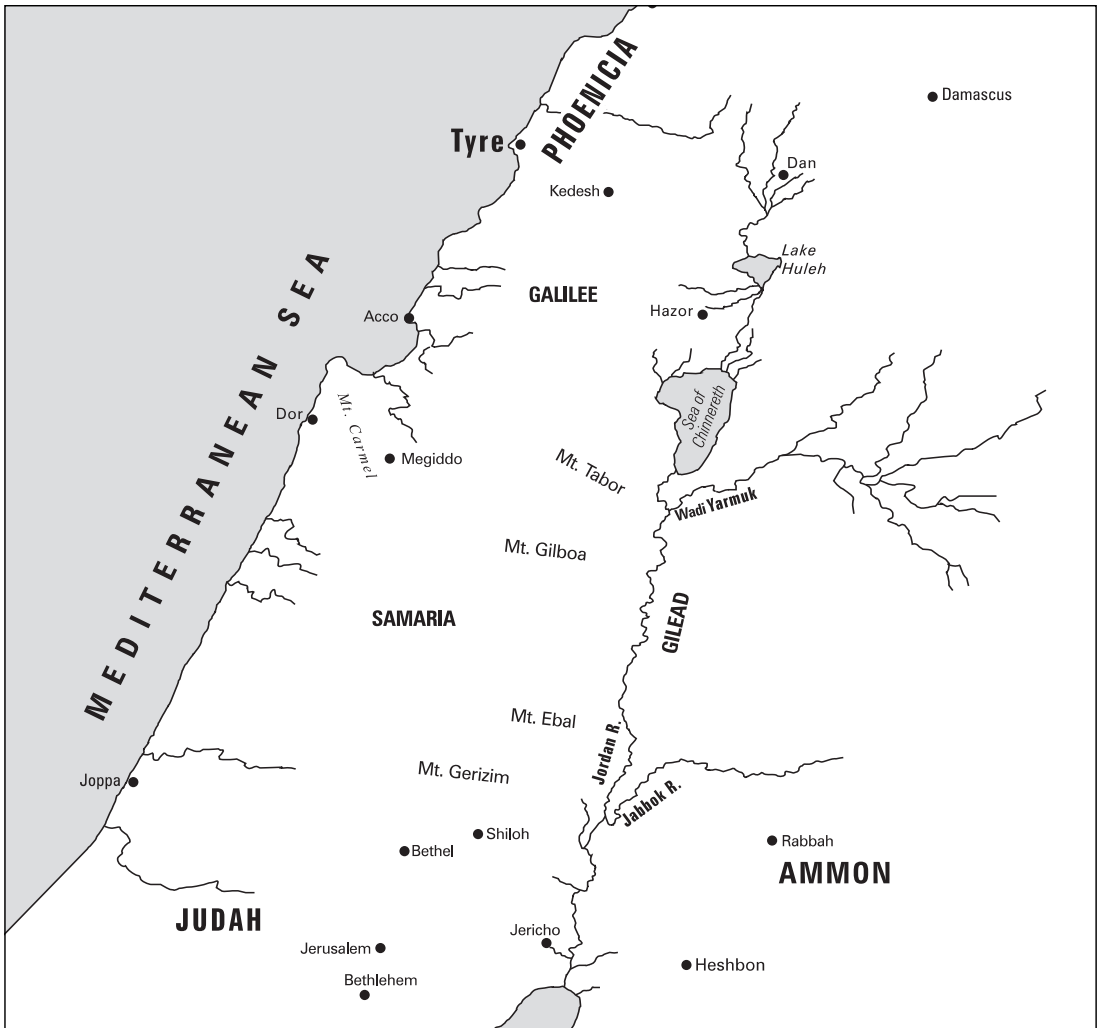 PHOENICIA
Damascus
Tyre
Dan
Kedesh
Lake
Huleh
MEDITERRANEAN SEA
GALILEE
Hazor
Acco
Sea of
Chinnereth
Dor
Mt. Carmel
Megiddo
Mt. Tabor
Wadi Yarmuk
Mt. Gilboa
SAMARIA
GILEAD
Mt. Ebal
Jordan R.
Mt. Gerizim
Joppa
Jabbok R.
Shiloh
Bethel
Rabbah
AMMON
JUDAH
Jericho
Jerusalem
Heshbon
Bethlehem